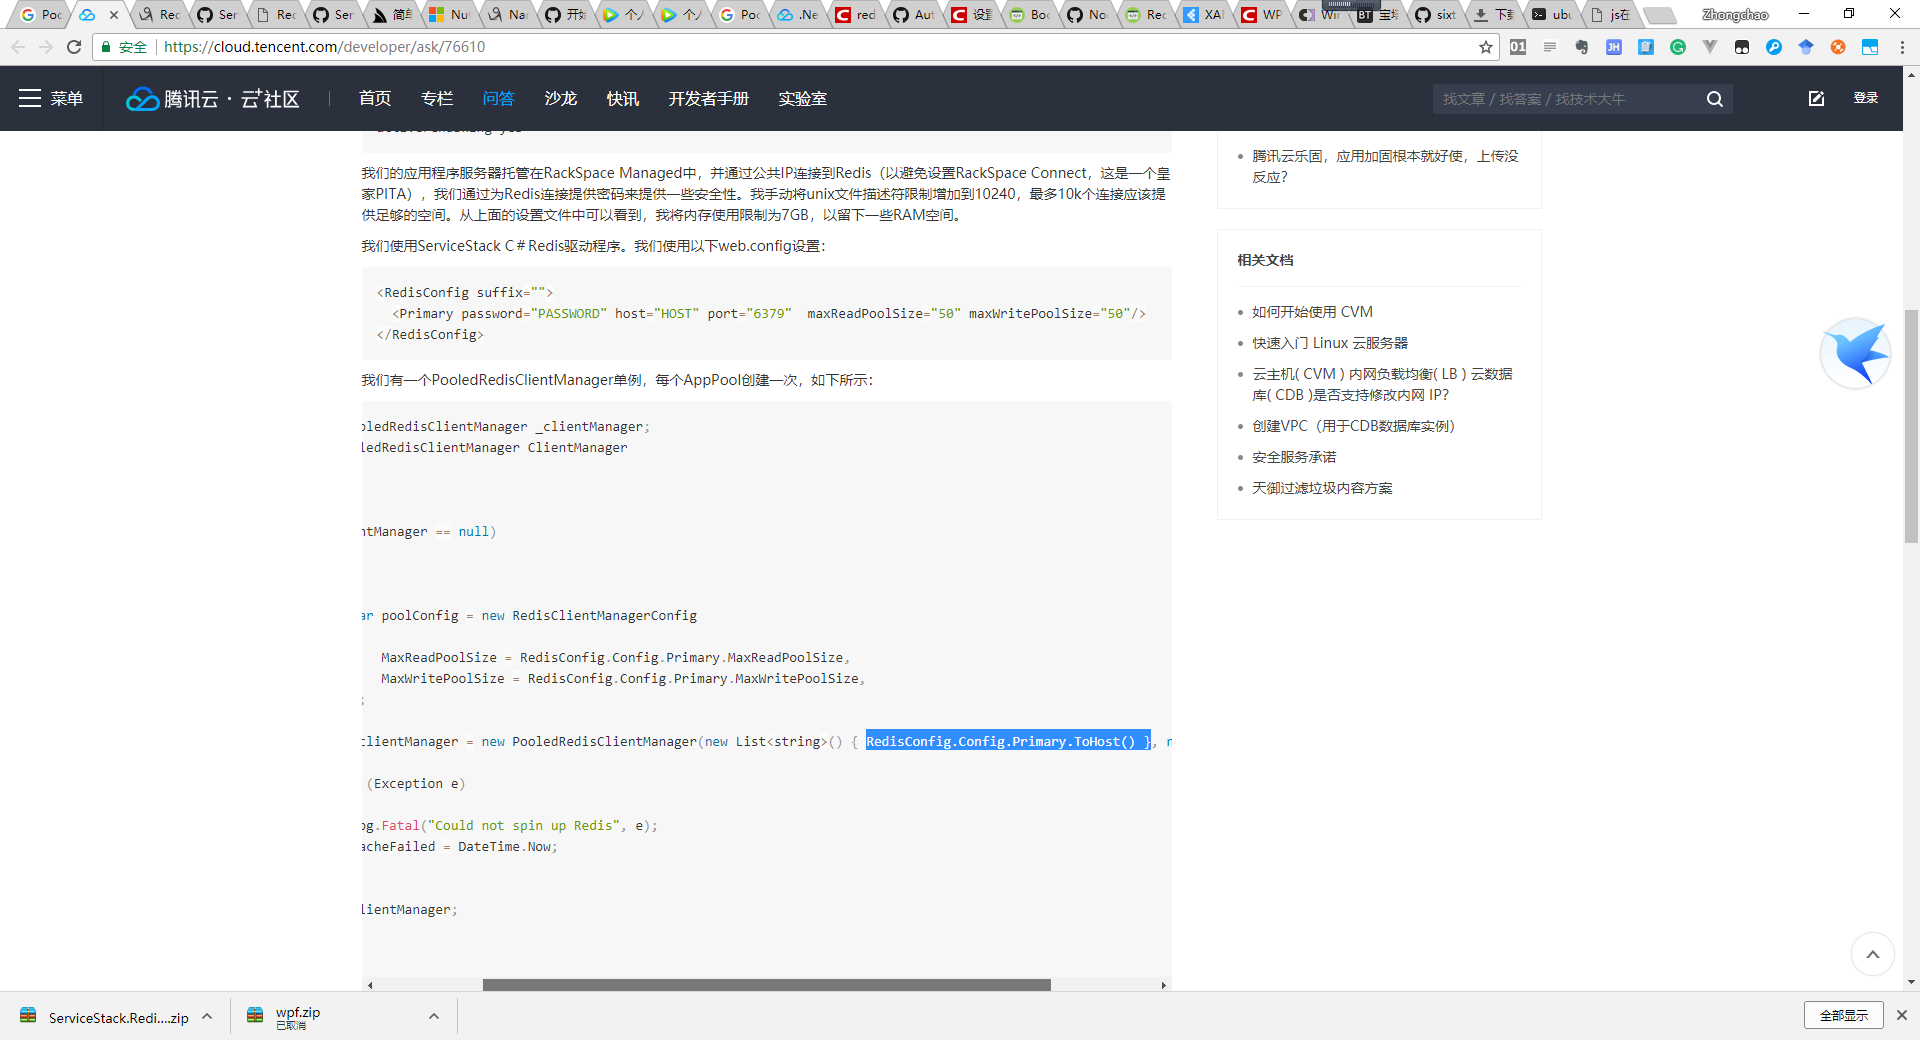 Poc
Rec
Ser
Rec
Ser
简单
Nu
Nar
开始
个人
个人
Poc
.Ne
red
Aut
设置
Boc
Noc
Rec
XAI
WP
Win
宝塔
sixt
下载
ubu
js在
Zhongchao
安全 https://cloud.tencent.com/developer/ask/76610
菜单 腾讯云 · 云+社区 首页 专栏 问答 沙龙 快讯 开发者手册 实验室 找文章 / 找答案 / 找技术大牛 登录
我们的应用程序服务器托管在RackSpace Managed中，并通过公共IP连接到Redis（以避免设置RackSpace Connect，这是一个皇
家PITA），我们通过为Redis连接提供密码来提供一些安全性。我手动将unix文件描述符限制增加到10240，最多10k个连接应该提
供足够的空间。从上面的设置文件中可以看到，我将内存使用限制为7GB，以留下一些RAM空间。
我们使用ServiceStack C＃Redis驱动程序。我们使用以下web.config设置：
<RedisConfig suffix="">
<Primary password="PASSWORD" host="HOST" port="6379"  maxReadPoolSize="50" maxWritePoolSize="50"/>
</RedisConfig>
我们有一个PooledRedisClientManager单例，每个AppPool创建一次，如下所示：
oledRedisClientManager _clientManager;
ledRedisClientManager ClientManager
ntManager == null)
ar poolConfig = new RedisClientManagerConfig
MaxReadPoolSize = RedisConfig.Config.Primary.MaxReadPoolSize,
MaxWritePoolSize = RedisConfig.Config.Primary.MaxWritePoolSize,
;
clientManager = new PooledRedisClientManager(new List<string>() { RedisConfig.Config.Primary.ToHost() }, n
(Exception e)
og.Fatal("Could not spin up Redis", e);
acheFailed = DateTime.Now;
lientManager;
腾讯云乐固，应用加固根本就好使，上传没
反应？
相关文档
如何开始使用 CVM
快速入门 Linux 云服务器
云主机( CVM ) 内网负载均衡( LB ) 云数据
库( CDB )是否支持修改内网 IP?
创建VPC（用于CDB数据库实例）
安全服务承诺
天御过滤垃圾内容方案
ServiceStack.Redi....zip
wpf.zip
已取消
全部显示